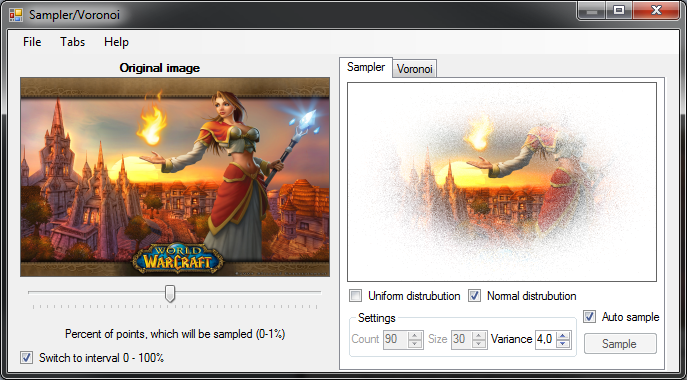 Sampler/Voronoi
File Tabs Help
Original image
WORLD
OF
WARCRAFT
Percent of points, which will be sampled (0-1%)
Switch to interval 0 - 100%
Sampler Voronoi
Uniform distrubution Normal distrubution
Settings
Count 90 Size 30 Variance 4,0
Auto sample
Sample